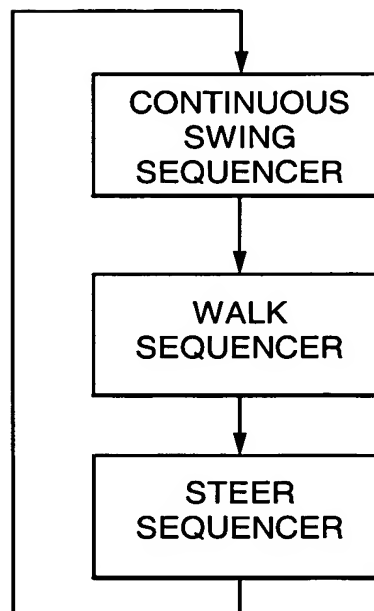 CONTINUOUS
SWING
SEQUENCER
WALK
SEQUENCER
STEER
SEQUENCER